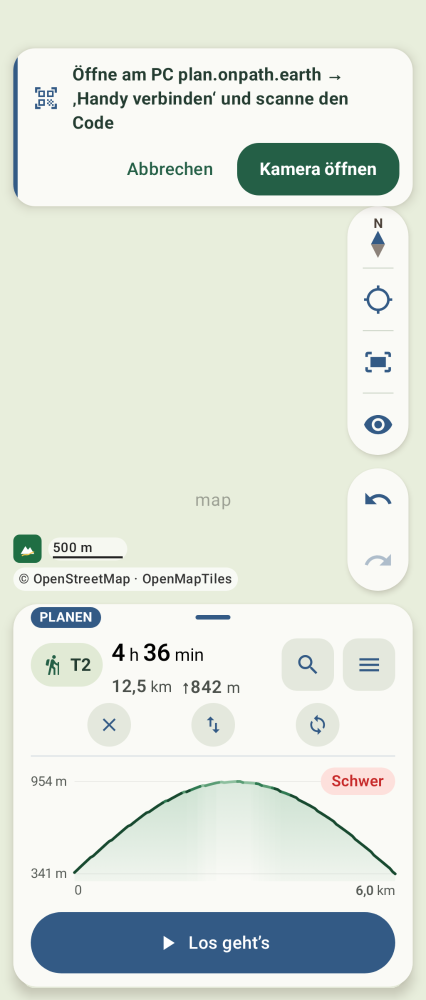 Öffne am PC plan.onpath.earth →
‚Handy verbinden‘ und scanne den
Code
Abbrechen
Kamera öffnen
N
map
500 m
© OpenStreetMap · OpenMapTiles
PLANEN
T2
4 h 36 min
12,5 km ↑842 m
954 m
Schwer
341 m
0
6,0 km
Los geht’s